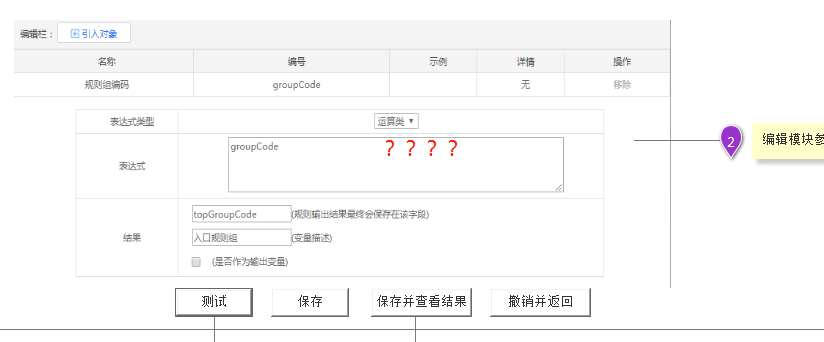 编辑栏： 引入对象
名称 编号 示例 详情 操作
规则组编码 groupCode 无 移除
表达式类型 运算类
表达式 groupCode ？？？？
2 编辑模块参
topGroupCode (规则输出结果最终会保存在该字段)
结果 入口规则组 (变量描述)
(是否作为输出变量)
测试 保存 保存并查看结果 撤销并返回